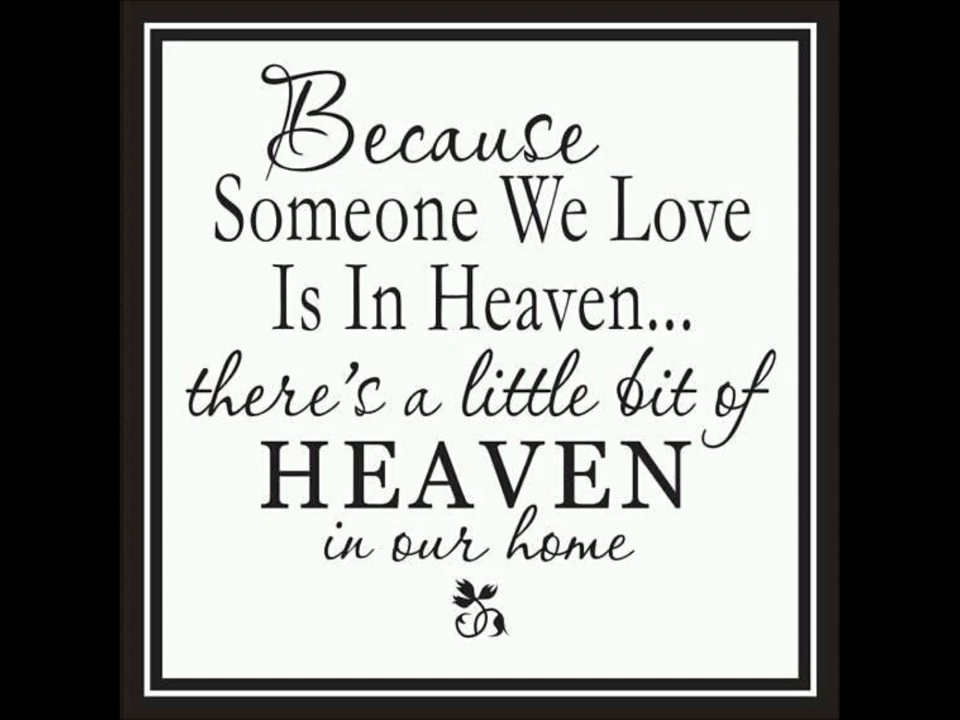 Because
Someone We Love
Is In Heaven...
there's a little bit of
HEAVEN
in our home